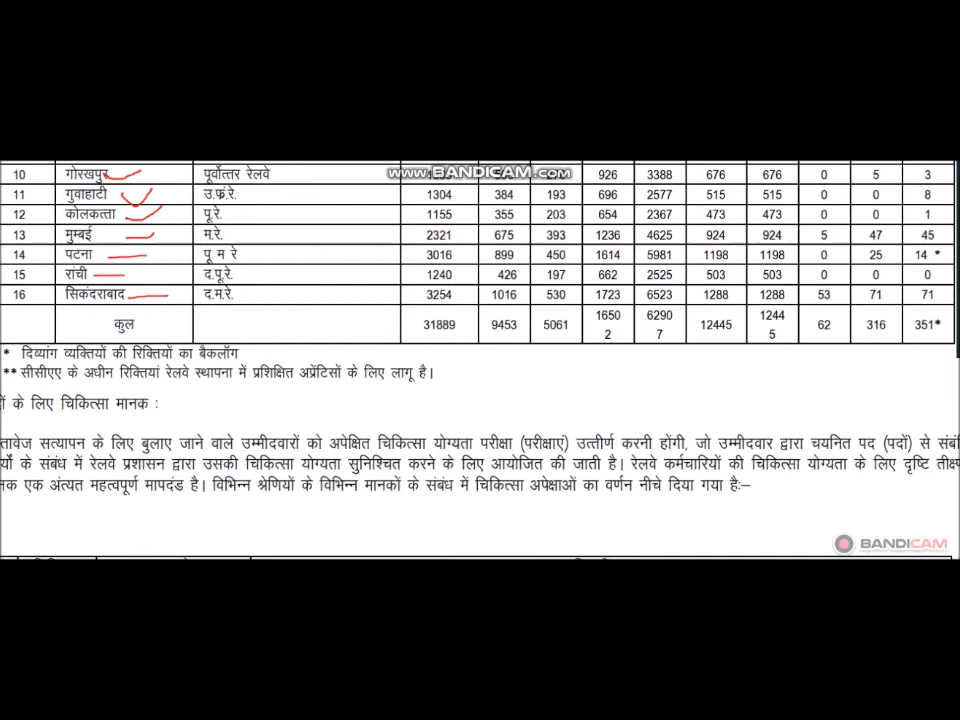 WWW.BANDICAM.COM
10 गोरखपुर पूर्वोत्तर रेलवे 926 3388 676 676 0 5 3
11 गुवाहाटी उ.फ्रं.रे. 1304 384 193 696 2577 515 515 0 0 8
12 कोलकत्ता पू.रे. 1155 355 203 654 2367 473 473 0 0 1
13 मुम्बई म.रे. 2321 675 393 1236 4625 924 924 5 47 45
14 पटना पू म रे 3016 899 450 1614 5981 1198 1198 0 25 14 *
15 रांची द.पू.रे. 1240 426 197 662 2525 503 503 0 0 0
16 सिकंदराबाद द.म.रे. 3254 1016 530 1723 6523 1288 1288 53 71 71
कुल 31889 9453 5061 16502 62907 12445 12445 62 316 351*
* दिव्यांग व्यक्तियों की रिक्तियों का बैकलॉग
** सीसीएए के अधीन रिक्तियां रेलवे स्थापना में प्रशिक्षित अप्रेंटिसों के लिए लागू है।
के लिए चिकित्सा मानक :
तावेज सत्यापन के लिए बुलाए जाने वाले उम्मीदवारों को अपेक्षित चिकित्सा योग्यता परीक्षा (परीक्षाएं) उत्तीर्ण करनी होंगी, जो उम्मीदवार द्वारा चयनित पद (पदों) से संबं
के संबंध में रेलवे प्रशासन द्वारा उसकी चिकित्सा योग्यता सुनिश्चित करने के लिए आयोजित की जाती है। रेलवे कर्मचारियों की चिकित्सा योग्यता के लिए दृष्टि तीक्ष्
नक एक अंत्यत महत्वपूर्ण मापदंड है। विभिन्न श्रेणियों के विभिन्न मानकों के संबंध में चिकित्सा अपेक्षाओं का वर्णन नीचे दिया गया है:–
BANDICAM